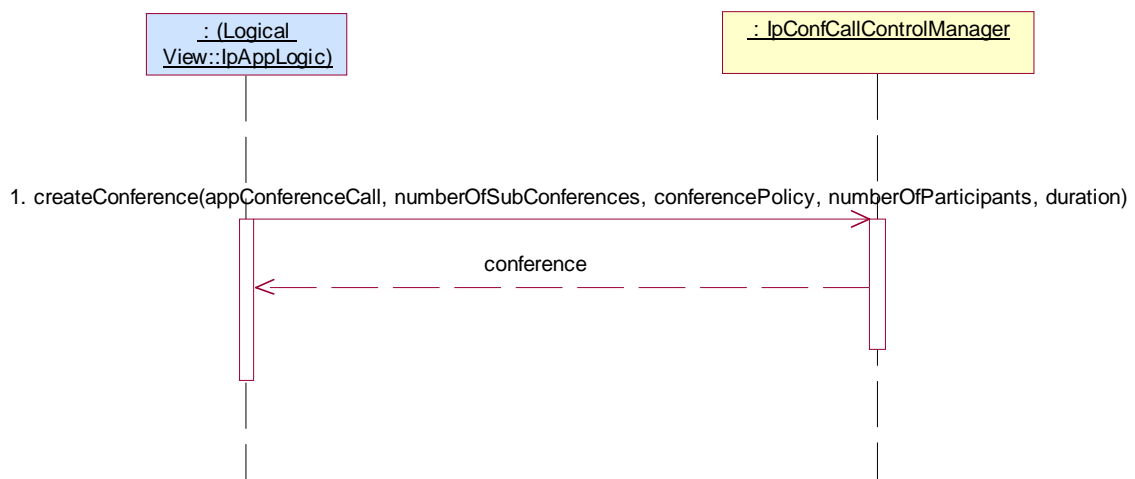 : (Logical
View::IpAppLogic)
: IpConfCallControlManager
1. createConference(appConferenceCall, numberOfSubConferences, conferencePolicy, numberOfParticipants, duration)
conference